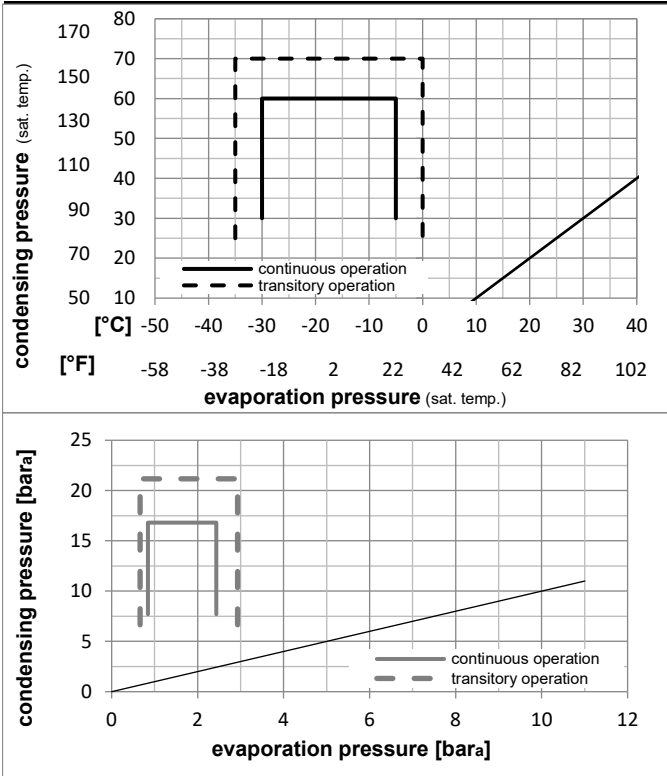 condensing pressure (sat. temp.)
170 80
70
150 60
130 50
110 40
90 30
70 20
50 10
continuous operation
transitory operation
[°C] -50 -40 -30 -20 -10 0 10 20 30 40
[°F] -58 -38 -18 2 22 42 62 82 102
evaporation pressure (sat. temp.)
condensing pressure [bara]
25
20
15
10
5
0
continuous operation
transitory operation
0 2 4 6 8 10 12
evaporation pressure [bara]